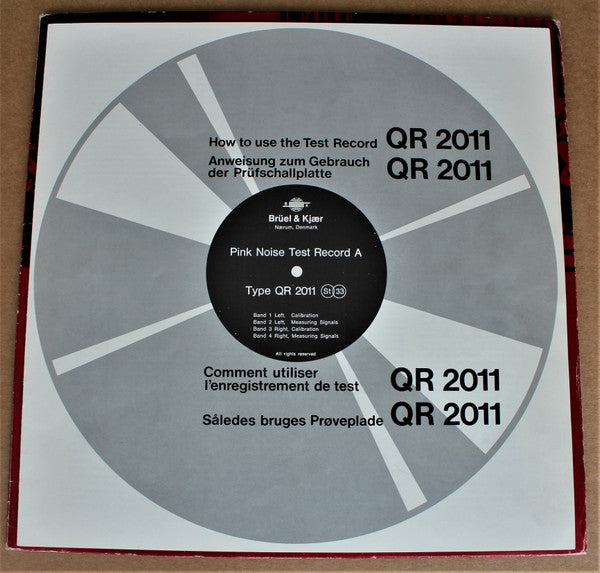 How to use the Test Record QR 2011
Anweisung zum Gebrauch
der Prüfschallplatte QR 2011
Brüel & Kjær
Nærum, Denmark
Pink Noise Test Record A
Type QR 2011 St 33
Band 1 Left, Calibration
Band 2 Left, Measuring Signals
Band 3 Right, Calibration
Band 4 Right, Measuring Signals
All rights reserved
Comment utiliser
l'enregistrement de test QR 2011
Således bruges Prøveplade QR 2011